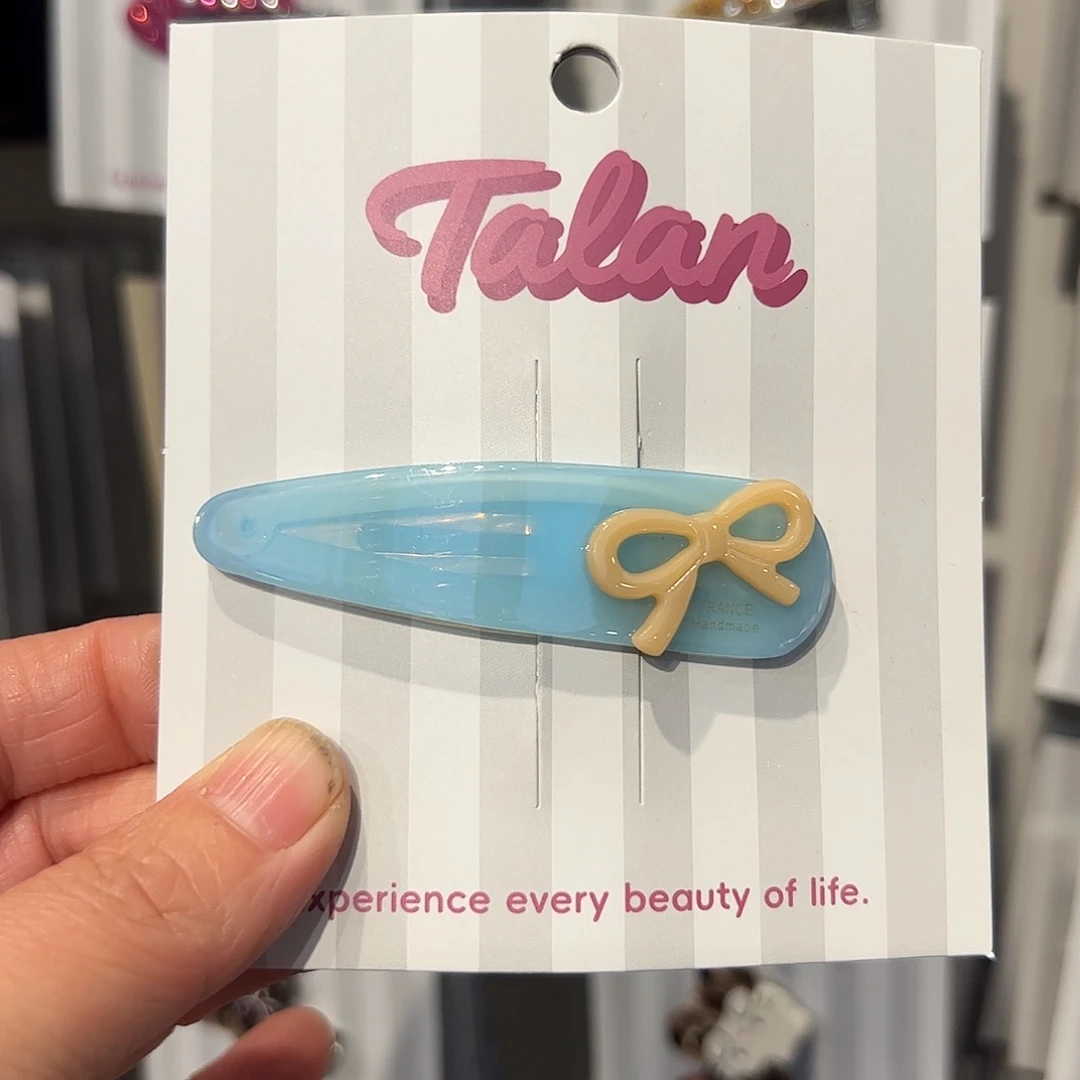 Talan
FRANCE
Handmade
xperience every beauty of life.